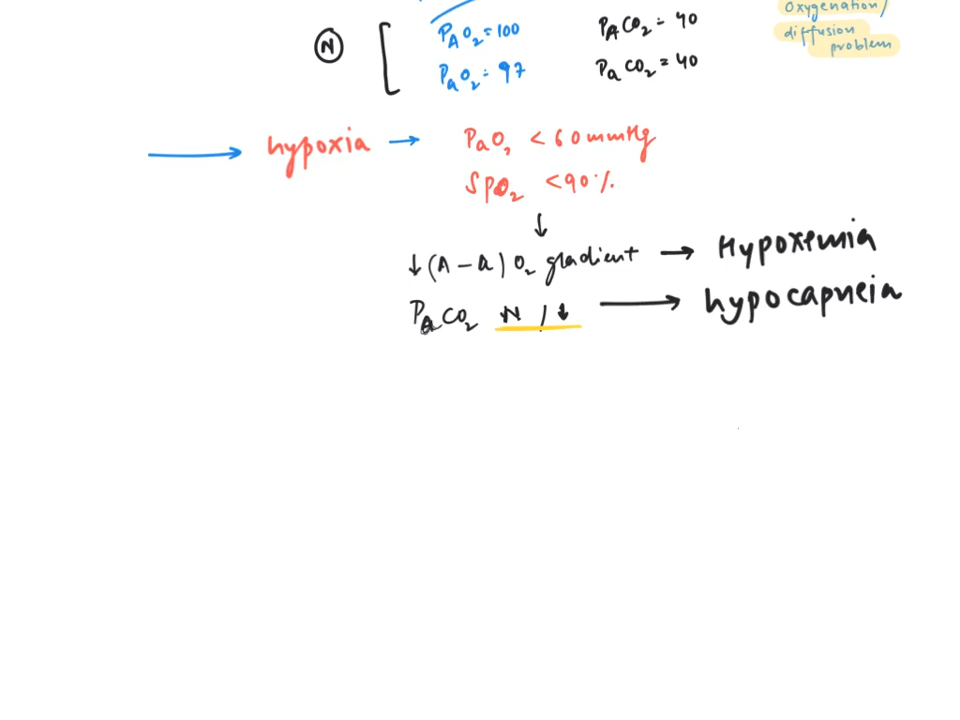 Oxygenation/
diffusion
problem
N
PAO2 = 100 PACO2 = 40
PaO2 = 97 PaCO2 = 40
hypoxia → PaO2 < 60 mmHg
SPO2 < 90%
↓
↓ (A - a) O2 gradient → Hypoxemia
PaCO2 N / ↓ → hypocapneia